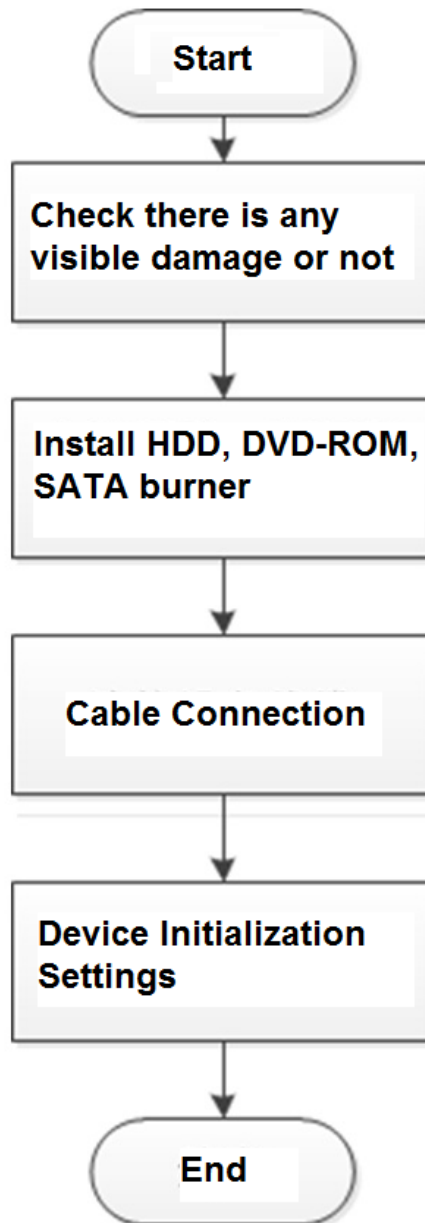 Start
Check there is any
visible damage or not
Install HDD, DVD-ROM,
SATA burner
Cable Connection
Device Initialization
Settings
End